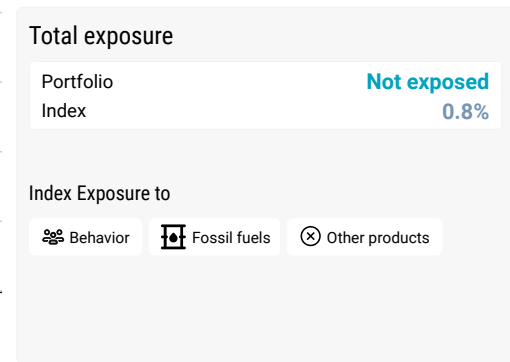 Total exposure
Portfolio Not exposed
Index 0.8%
Index Exposure to
Behavior Fossil fuels Other products